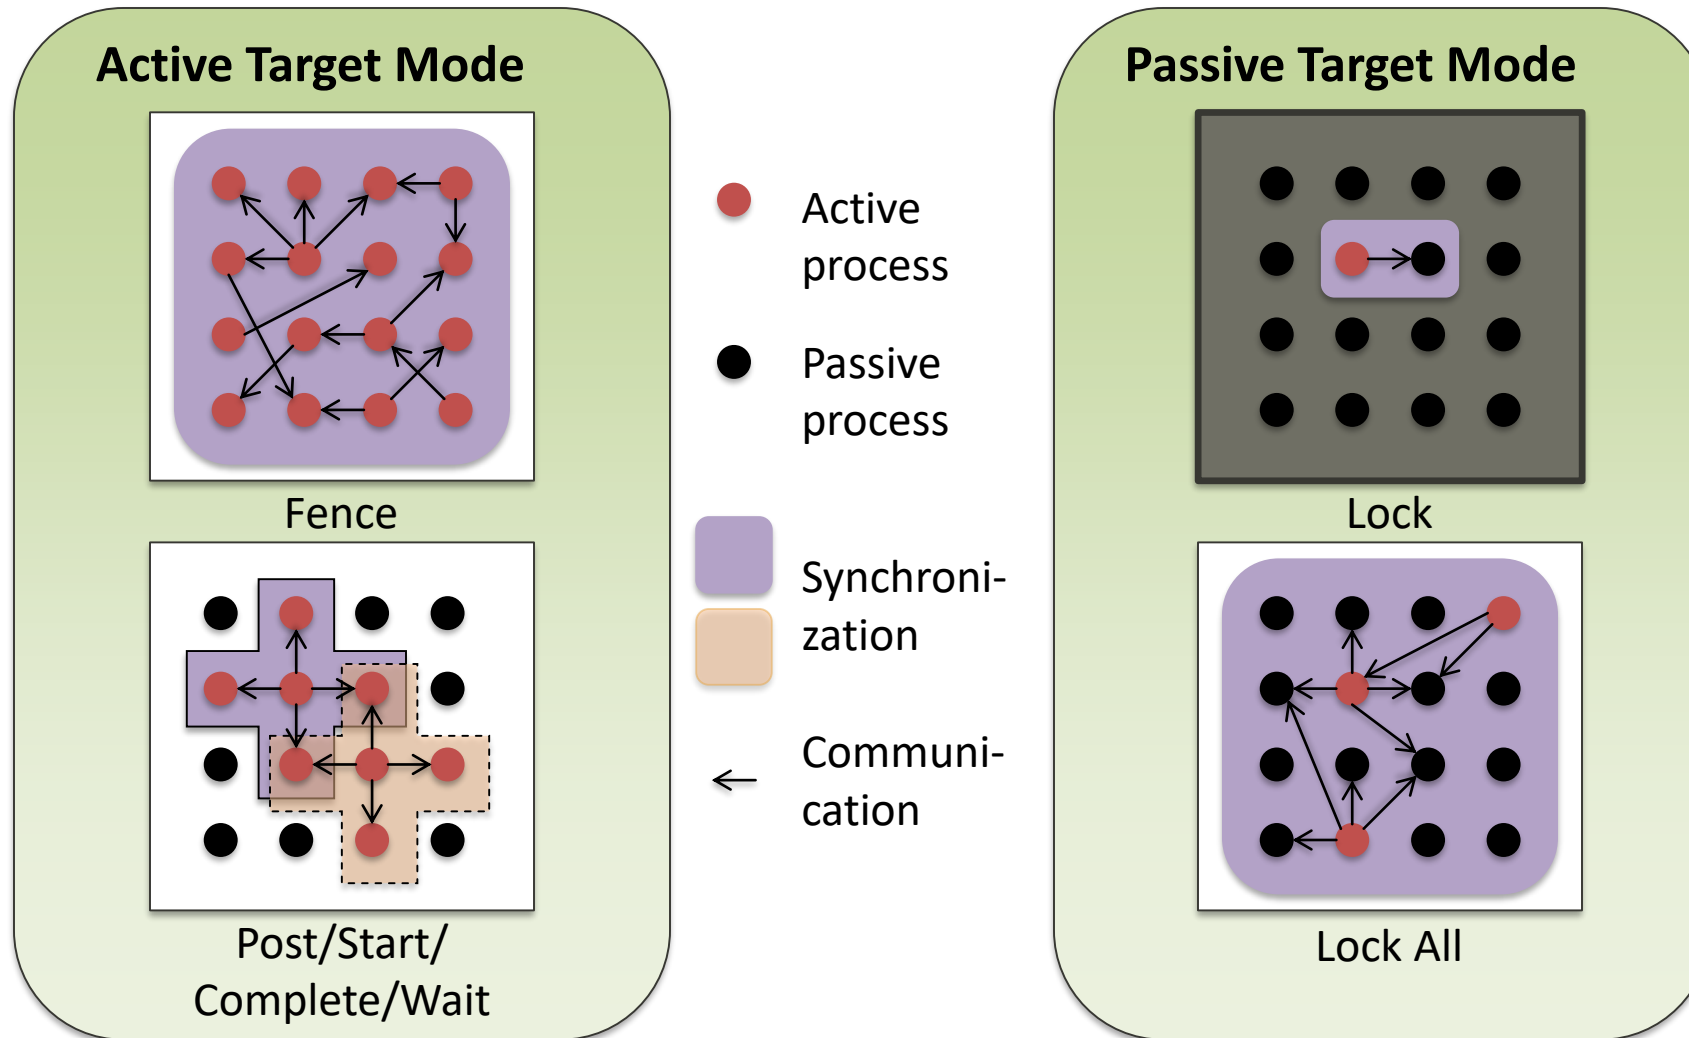 Active Target Mode
Fence
Post/Start/
Complete/Wait
Active
process
Passive
process
Synchroni-
zation
Communi-
cation
Passive Target Mode
Lock
Lock All